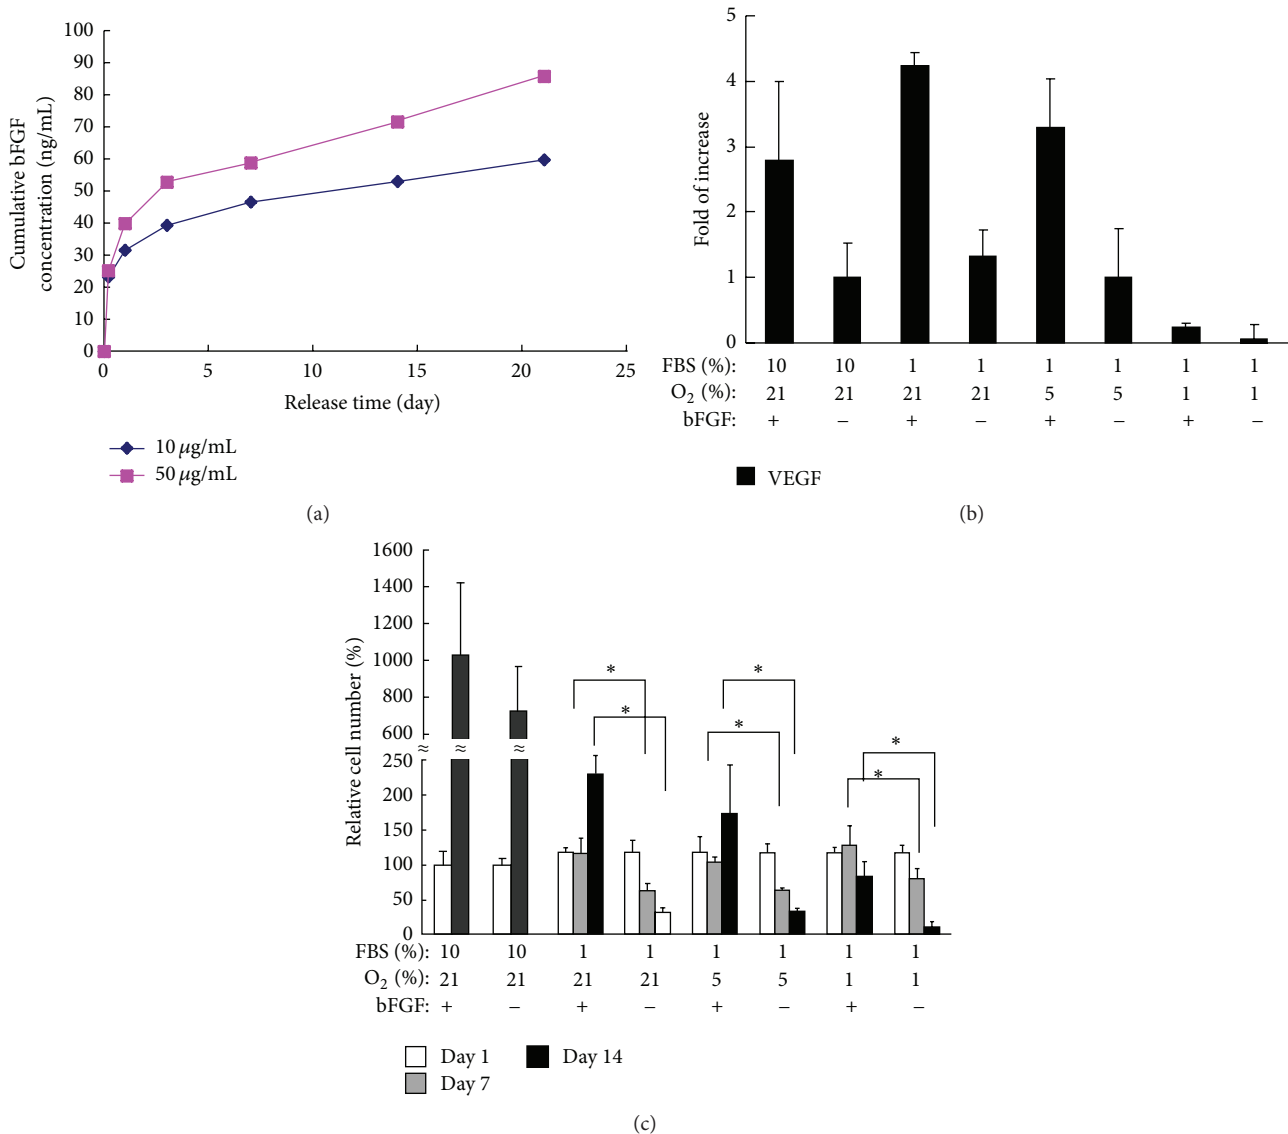 100
90
80
70
60
50
40
30
20
10
0
Cumulative bFGF
concentration (ng/mL)
0 5 10 15 20 25
Release time (day)
10 μg/mL
50 μg/mL
(a)
5
4
3
2
1
0
Fold of increase
FBS (%): 10 10 1 1 1 1 1 1
O2 (%): 21 21 21 21 5 5 1 1
bFGF: + − + − + − + −
VEGF
(b)
1600
1400
1200
1000
800
600
≈ ≈ ≈
250
200
150
100
50
0
Relative cell number (%)
* * * * * *
FBS (%): 10 10 1 1 1 1 1 1
O2 (%): 21 21 21 21 5 5 1 1
bFGF: + − + − + − + −
Day 1 Day 14
Day 7
(c)